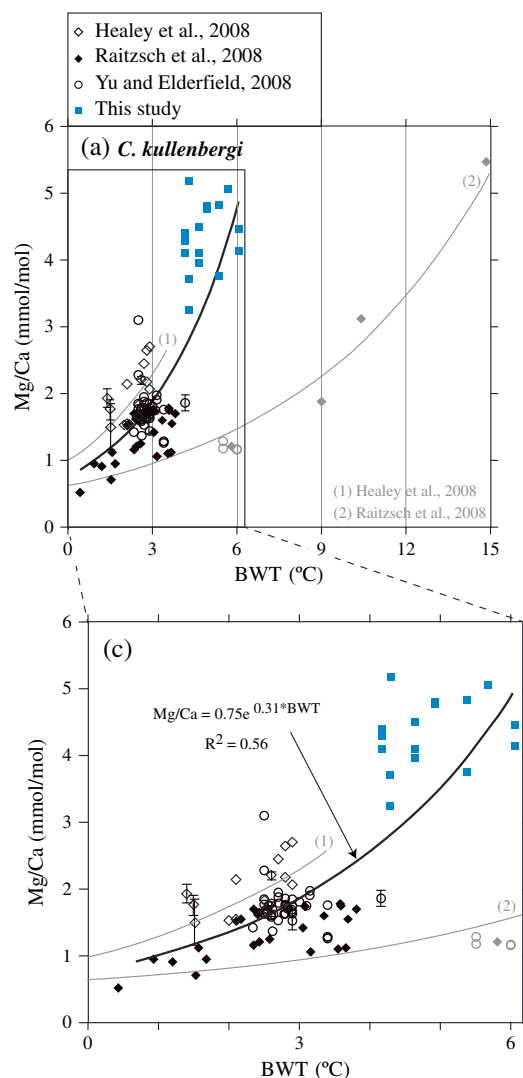 Healey et al., 2008
Raitzsch et al., 2008
Yu and Elderfield, 2008
This study
(a) C. kullenbergi
6
5
4
3
2
1
0
Mg/Ca (mmol/mol)
(1)
(2)
(1) Healey et al., 2008
(2) Raitzsch et al., 2008
0 3 6 9 12 15
BWT (ºC)
(c)
6
5
4
3
2
1
0
Mg/Ca (mmol/mol)
Mg/Ca = 0.75e 0.31*BWT
R2 = 0.56
(1)
(2)
0 3 6
BWT (ºC)